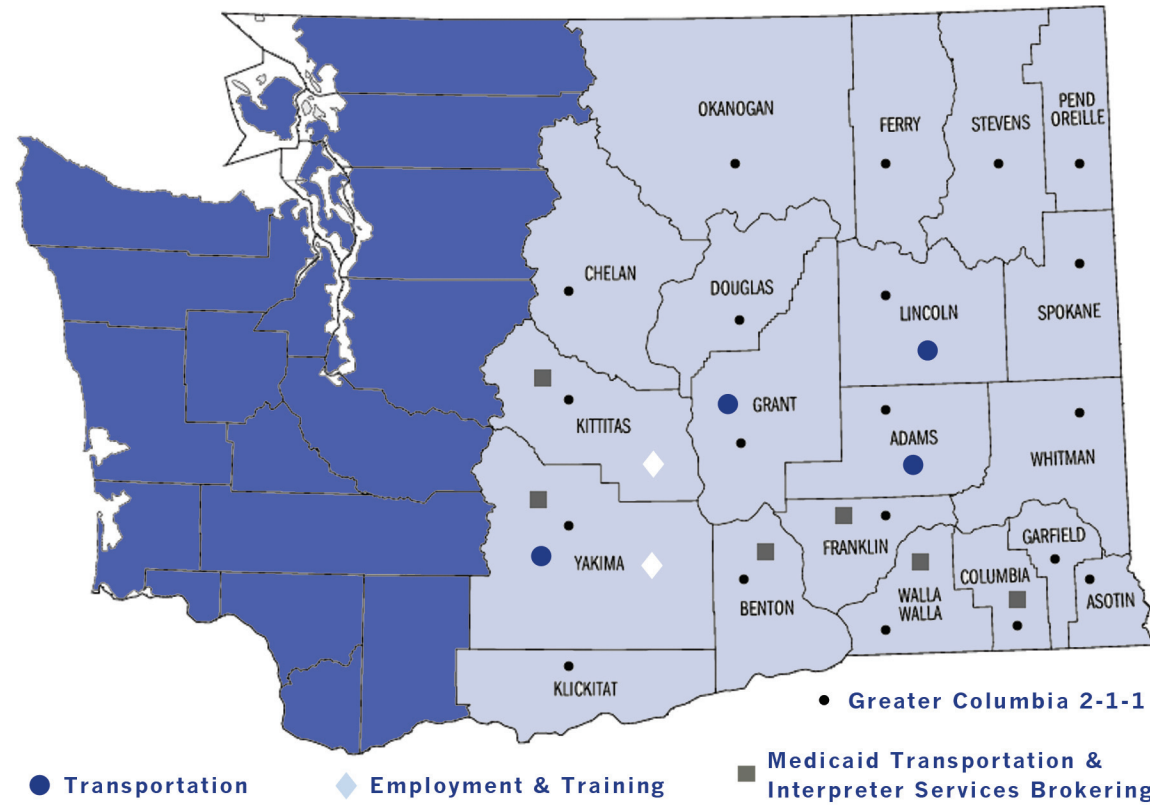 OKANOGAN
FERRY
STEVENS
PEND
OREILLE
CHELAN
DOUGLAS
LINCOLN
SPOKANE
KITTITAS
GRANT
ADAMS
WHITMAN
YAKIMA
BENTON
FRANKLIN
WALLA
WALLA
COLUMBIA
GARFIELD
ASOTIN
KLICKITAT
Greater Columbia 2-1-1
Transportation
Employment & Training
Medicaid Transportation &
Interpreter Services Brokering